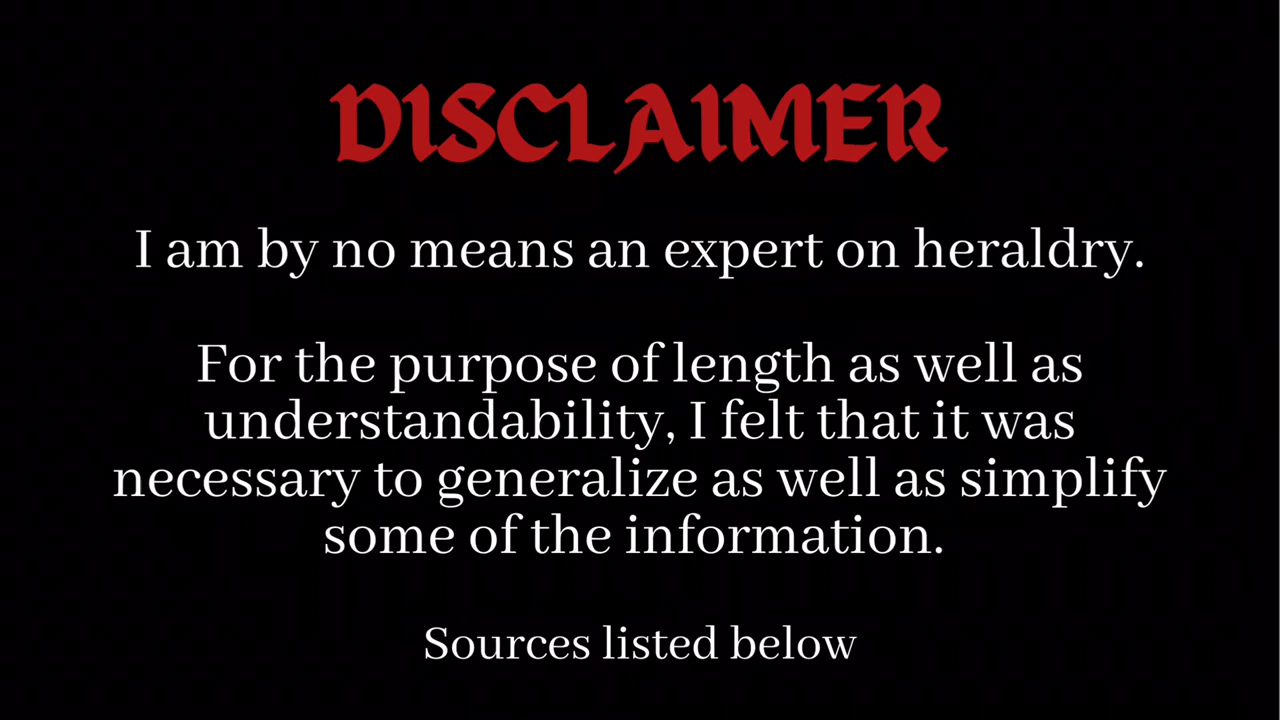 DISCLAIMER
I am by no means an expert on heraldry.
For the purpose of length as well as
understandability, I felt that it was
necessary to generalize as well as simplify
some of the information.
Sources listed below